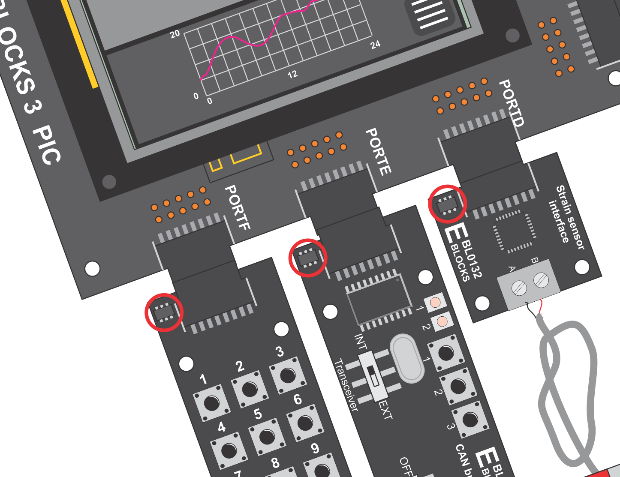 BLOCKS 3 PIC
20
0
0
12
24
PORTD
PORTE
PORTF
Strain sensor
interface
BL0132
E BLOCKS
A
B
1
2
INT
Transceiver
EXT
1
2
3
1
2
3
4
5
6
8
9
E
CAN b
OFF